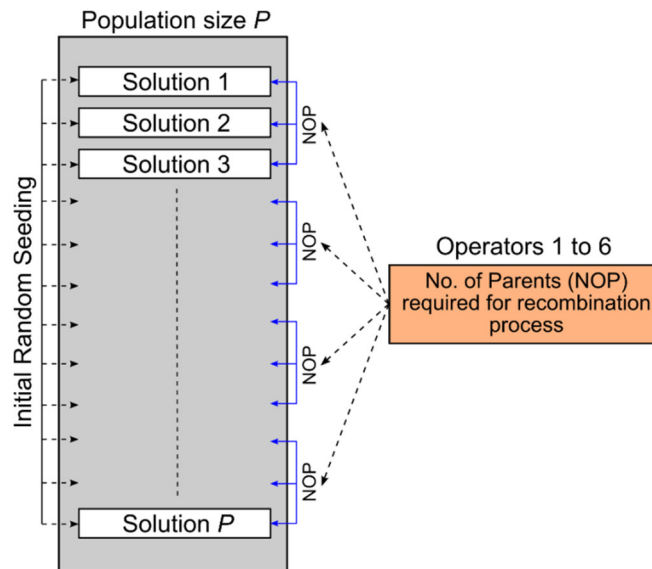 Population size P
Initial Random Seeding
Solution 1
Solution 2
Solution 3
Solution P
NOP
NOP
NOP
NOP
Operators 1 to 6
No. of Parents (NOP)
required for recombination
process